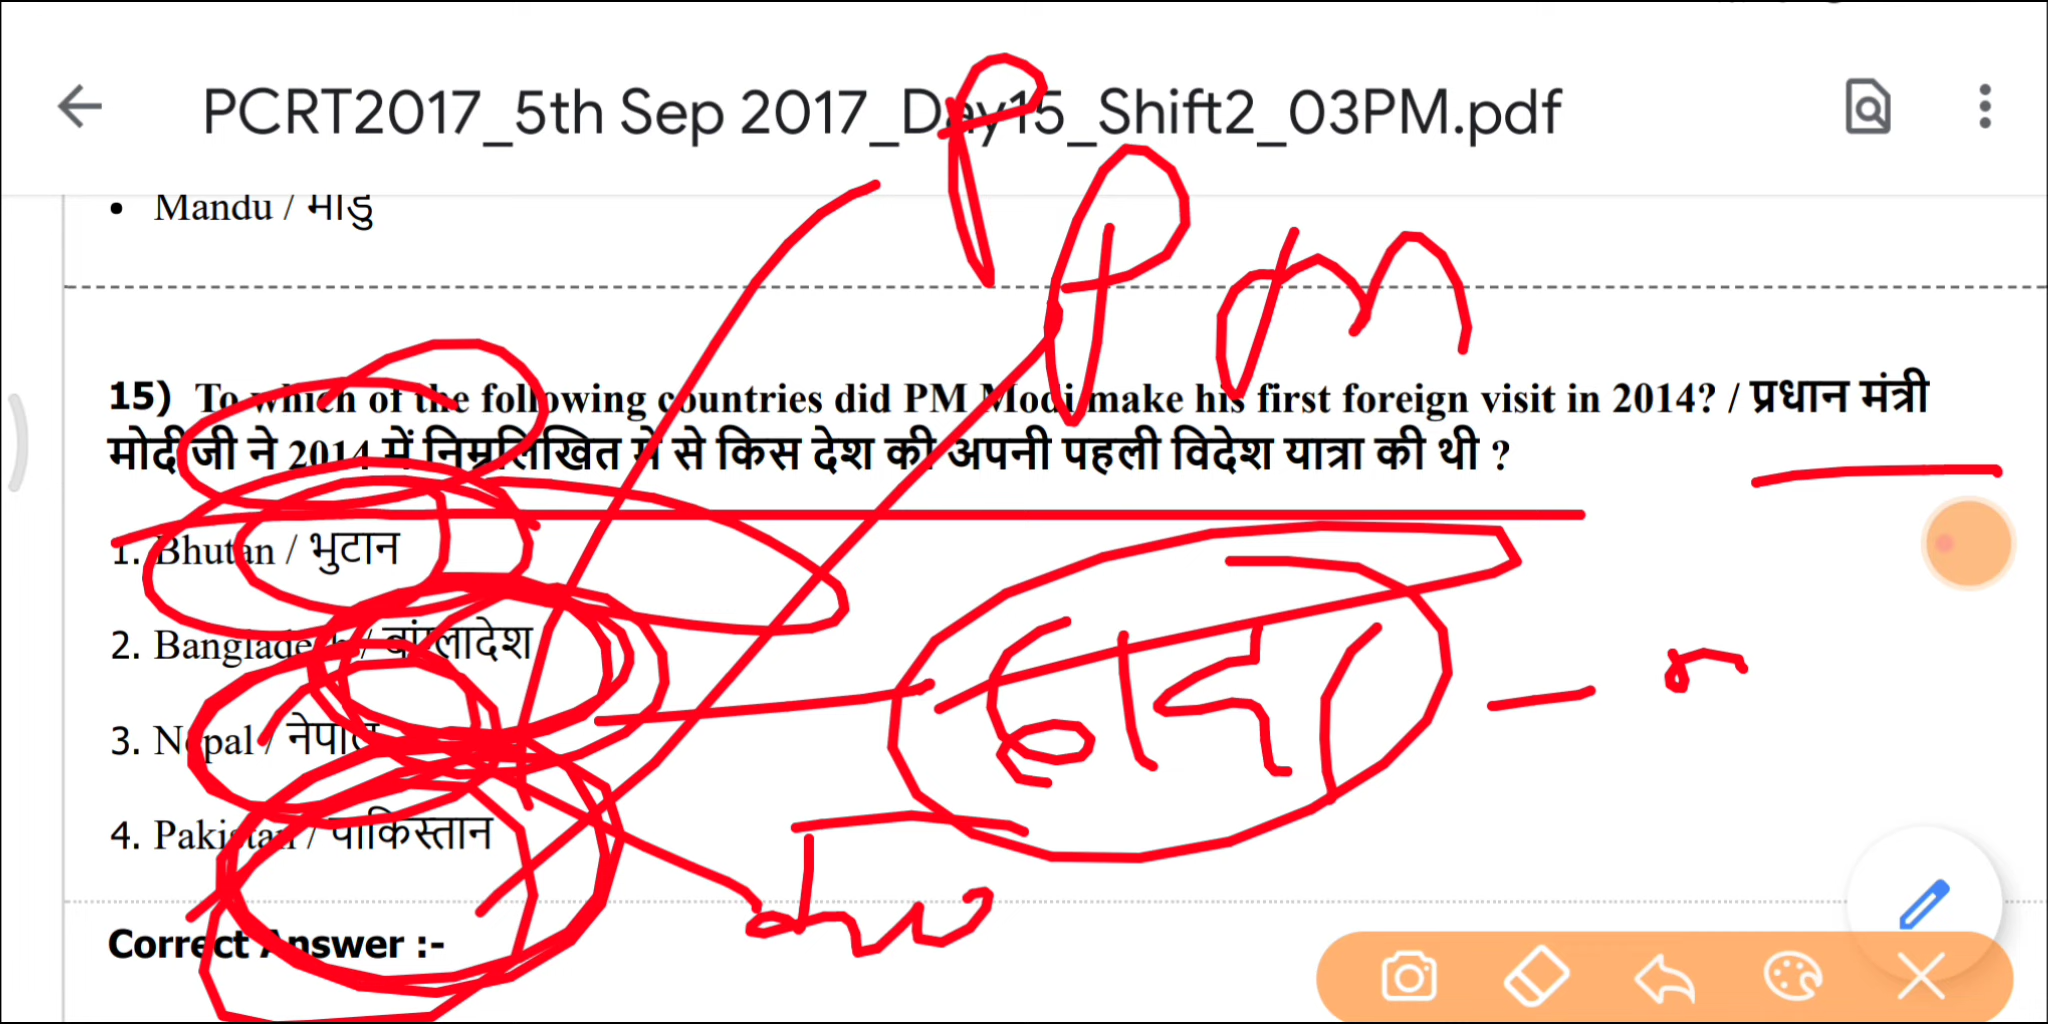 PCRT2017_5th Sep 2017_Day15_Shift2_03PM.pdf
• Mandu / मांडु
15) To which of the following countries did PM Modi make his first foreign visit in 2014? / प्रधान मंत्री
मोदी जी ने 2014 में निम्नलिखित में से किस देश की अपनी पहली विदेश यात्रा की थी ?
1. Bhutan / भुटान
2. Bangladesh / बांग्लादेश
3. Nepal / नेपाल
4. Pakistan / पाकिस्तान
Correct Answer :-
P
PM